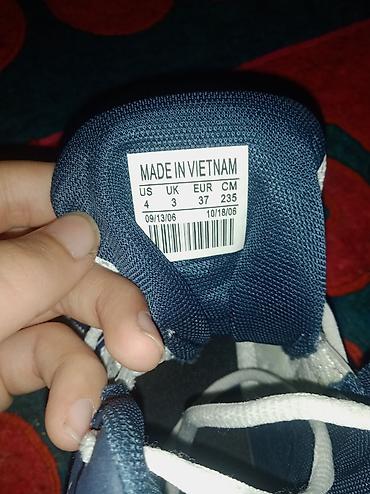 MADE IN VIETNAM
US UK EUR CM
4 3 37 235
09/13/06 10/18/06